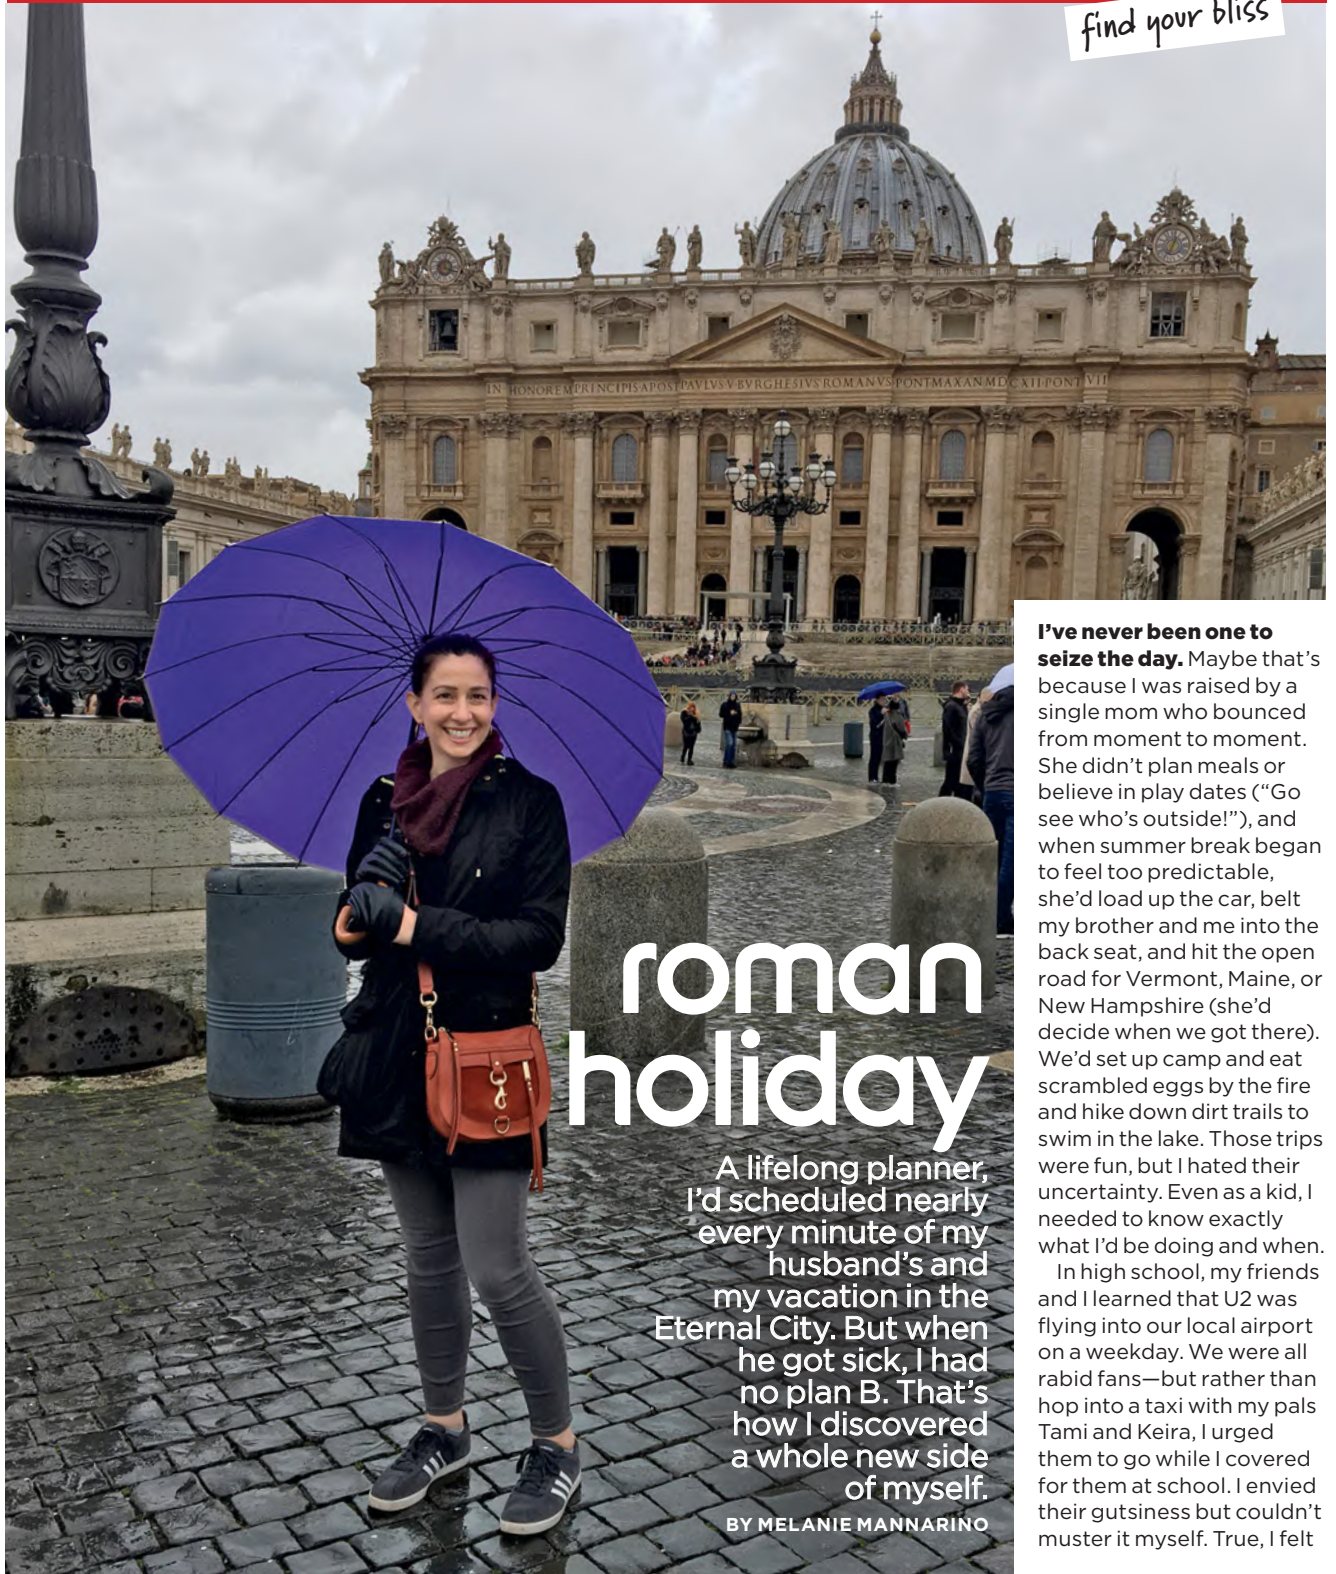 find your bliss
IN HONOREM PRINCIPIS APOST PAVLVS V BVRGHESIVS ROMANVS PONT MAX AN MDCXII PONT VII
roman
holiday
A lifelong planner,
I'd scheduled nearly
every minute of my
husband's and
my vacation in the
Eternal City. But when
he got sick, I had
no plan B. That's
how I discovered
a whole new side
of myself.
BY MELANIE MANNARINO
I've never been one to
seize the day. Maybe that's
because I was raised by a
single mom who bounced
from moment to moment.
She didn't plan meals or
believe in play dates (“Go
see who's outside!”), and
when summer break began
to feel too predictable,
she'd load up the car, belt
my brother and me into the
back seat, and hit the open
road for Vermont, Maine, or
New Hampshire (she'd
decide when we got there).
We'd set up camp and eat
scrambled eggs by the fire
and hike down dirt trails to
swim in the lake. Those trips
were fun, but I hated their
uncertainty. Even as a kid, I
needed to know exactly
what I'd be doing and when.
In high school, my friends
and I learned that U2 was
flying into our local airport
on a weekday. We were all
rabid fans—but rather than
hop into a taxi with my pals
Tami and Keira, I urged
them to go while I covered
for them at school. I envied
their gutsiness but couldn't
muster it myself. True, I felt